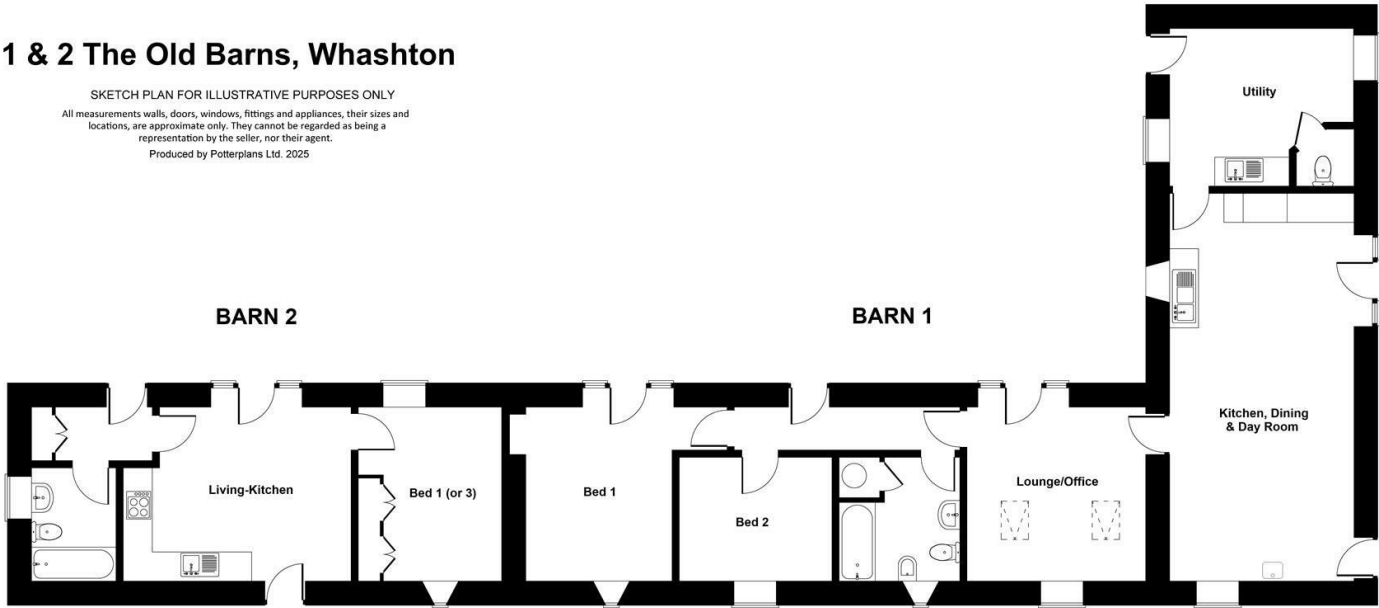 1 & 2 The Old Barns, Whashton
SKETCH PLAN FOR ILLUSTRATIVE PURPOSES ONLY
All measurements walls, doors, windows, fittings and appliances, their sizes and
locations, are approximate only. They cannot be regarded as being a
representation by the seller, nor their agent.
Produced by Potterplans Ltd. 2025
Utility
BARN 2
BARN 1
Kitchen, Dining
& Day Room
Living-Kitchen
Bed 1 (or 3)
Bed 1
Bed 2
Lounge/Office